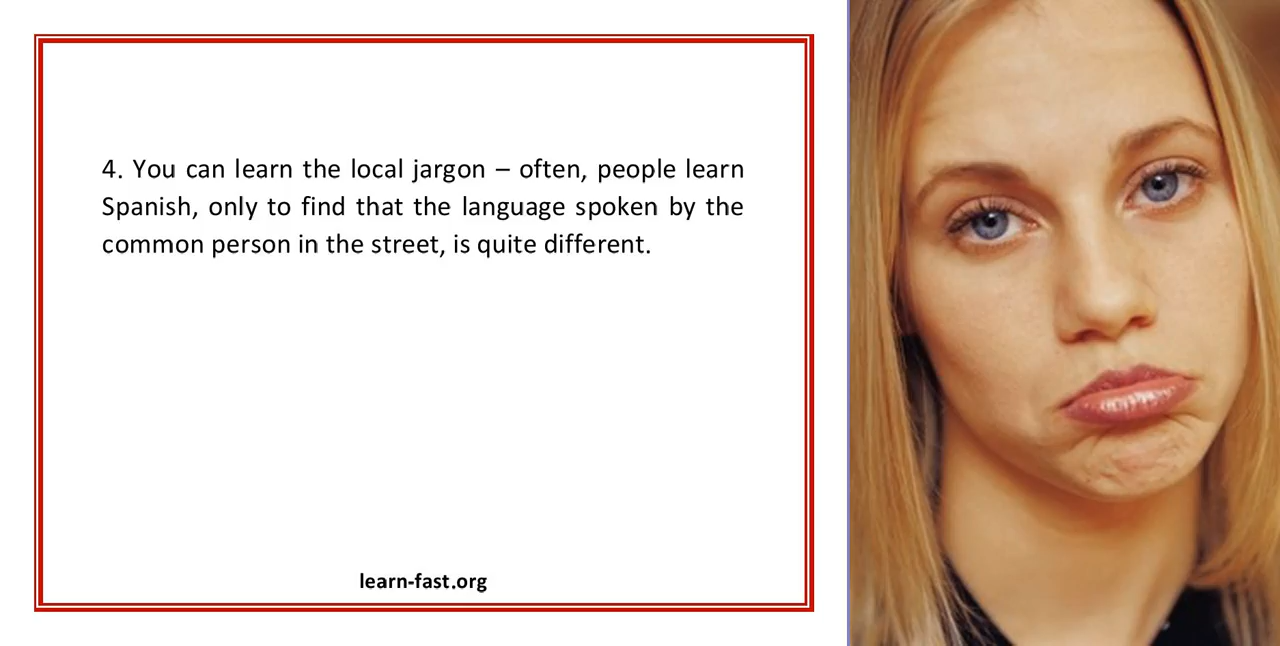 4. You can learn the local jargon – often, people learn
Spanish, only to find that the language spoken by the
common person in the street, is quite different.
learn-fast.org